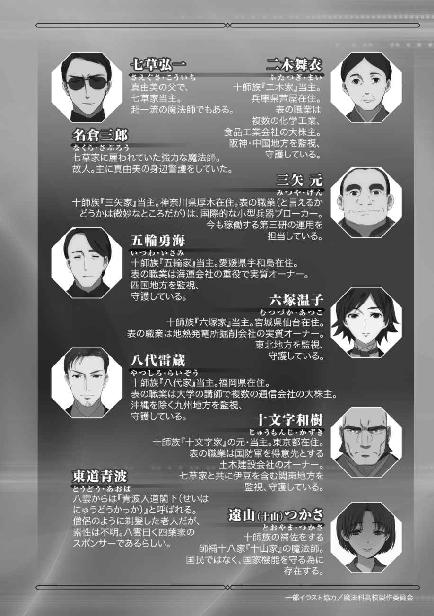 七草弘一
さえぐさ・こういち
真由美の父で、
七草家当主。
超一流の魔法師でもある。
名倉三郎
なくら・さぶろう
七草家に雇われていた強力な魔法師。
故人。主に真由美の身辺警護をしていた。
二木舞衣
ふたつぎ・まい
十師族『二木家』当主。
兵庫県芦屋在住。
表の職業は
複数の化学工業、
食品工業会社の大株主。
阪神・中国地方を監視、
守護している。
三矢 元
みつや・げん
十師族『三矢家』当主。神奈川県厚木在住。表の職業(と言えるか
どうかは微妙なところだが)は、国際的な小型兵器ブローカー。
今も稼働する第三研の運用を
担当している。
五輪勇海
いつわ・いさみ
十師族『五輪家』当主。愛媛県宇和島在住。
表の職業は海運会社の重役で実質オーナー。
四国地方を監視、
守護している。
六塚温子
むつづか・あつこ
十師族『六塚家』当主。宮城県仙台在住。
表の職業は地熱発電所掘削会社の実質オーナー。
東北地方を監視、
守護している。
八代雷蔵
やつしろ・らいぞう
十師族『八代家』当主。福岡県在住。
表の職業は大学の講師で複数の通信会社の大株主。
沖縄を除く九州地方を監視、
守護している。
十文字和樹
じゅうもんじ・かずき
十師族『十文字家』の元・当主。東京都在住。
表の職業は国防軍を得意先とする
土木建設会社のオーナー。
七草家と共に伊豆を含む関東地方を
監視、守護している。
東道青波
とうどう・あおば
八雲からは『青波入道閣下(せいは
にゅうどうかっか)』と呼ばれる。
僧侶のように剃髪した老人だが、
素性は不明。八雲曰く四葉家の
スポンサーであるらしい。
遠山(十山)つかさ
とおやま・つかさ
十師族の補佐をする
師補十八家『十山家』の魔法師。
国民ではなく、国家機能を守る為に
存在する。
一部イラスト協力/魔法科高校製作委員会